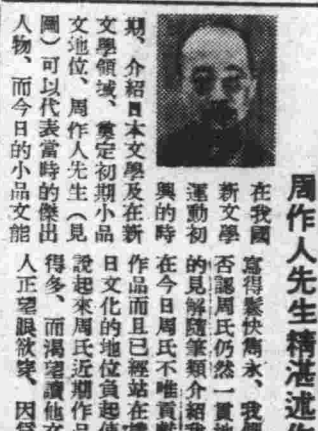 周作人先生精湛述作
在我國
新文學
運動初
興的時
期、介紹日本文學及在新
文學領域、奠定初期小品
文地位、周作人先生（見
圖）可以代表當時的傑出
人物、而今日的小品文能
寫得鬆快雋永、我們
否認周氏仍然一貫地
的見解隨筆類介紹我
在今日周氏不唯貢獻
作品而且已經站在
日文化的地位負起使
說起來周氏近期作品
得多、而渴望讀他文
人正望眼欲穿、因爲